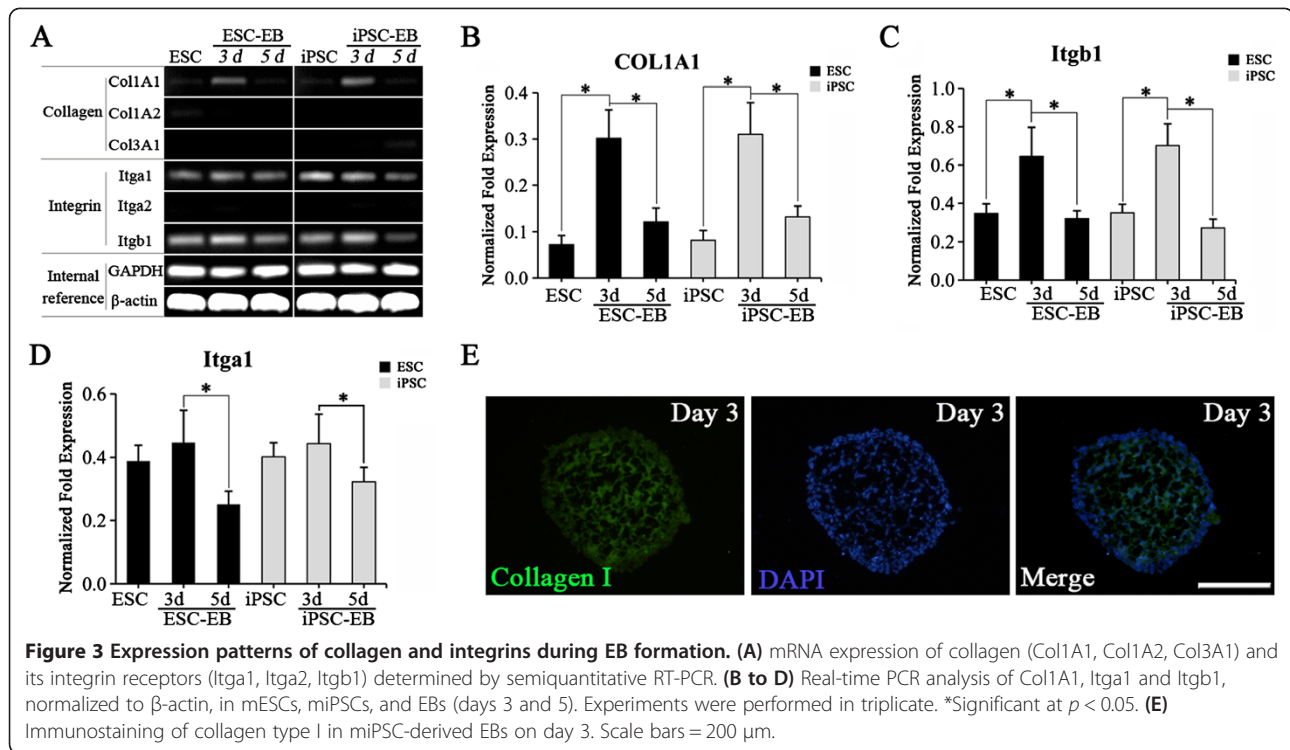 A
ESC-EB
iPSC-EB
ESC 3 d 5 d iPSC 3 d 5 d
Collagen
Col1A1
Col1A2
Col3A1
Integrin
Itga1
Itga2
Itgb1
Internal reference
GAPDH
β-actin
B
COL1A1
ESC
iPSC
Normalized Fold Expression
0.4
0.3
0.2
0.1
0.0
* * * *
ESC 3d 5d iPSC 3d 5d
ESC-EB iPSC-EB
C
Itgb1
ESC
iPSC
Normalized Fold Expression
1.0
0.8
0.6
0.4
0.2
0.0
* * * *
ESC 3d 5d iPSC 3d 5d
ESC-EB iPSC-EB
D
Itga1
ESC
iPSC
Normalized Fold Expression
0.6
0.4
0.2
0.0
* *
ESC 3d 5d iPSC 3d 5d
ESC-EB iPSC-EB
E
Day 3 Day 3 Day 3
Collagen I DAPI Merge
Figure 3 Expression patterns of collagen and integrins during EB formation. (A) mRNA expression of collagen (Col1A1, Col1A2, Col3A1) and
its integrin receptors (Itga1, Itga2, Itgb1) determined by semiquantitative RT-PCR. (B to D) Real-time PCR analysis of Col1A1, Itga1 and Itgb1,
normalized to β-actin, in mESCs, miPSCs, and EBs (days 3 and 5). Experiments were performed in triplicate. *Significant at p < 0.05. (E)
Immunostaining of collagen type I in miPSC-derived EBs on day 3. Scale bars = 200 μm.